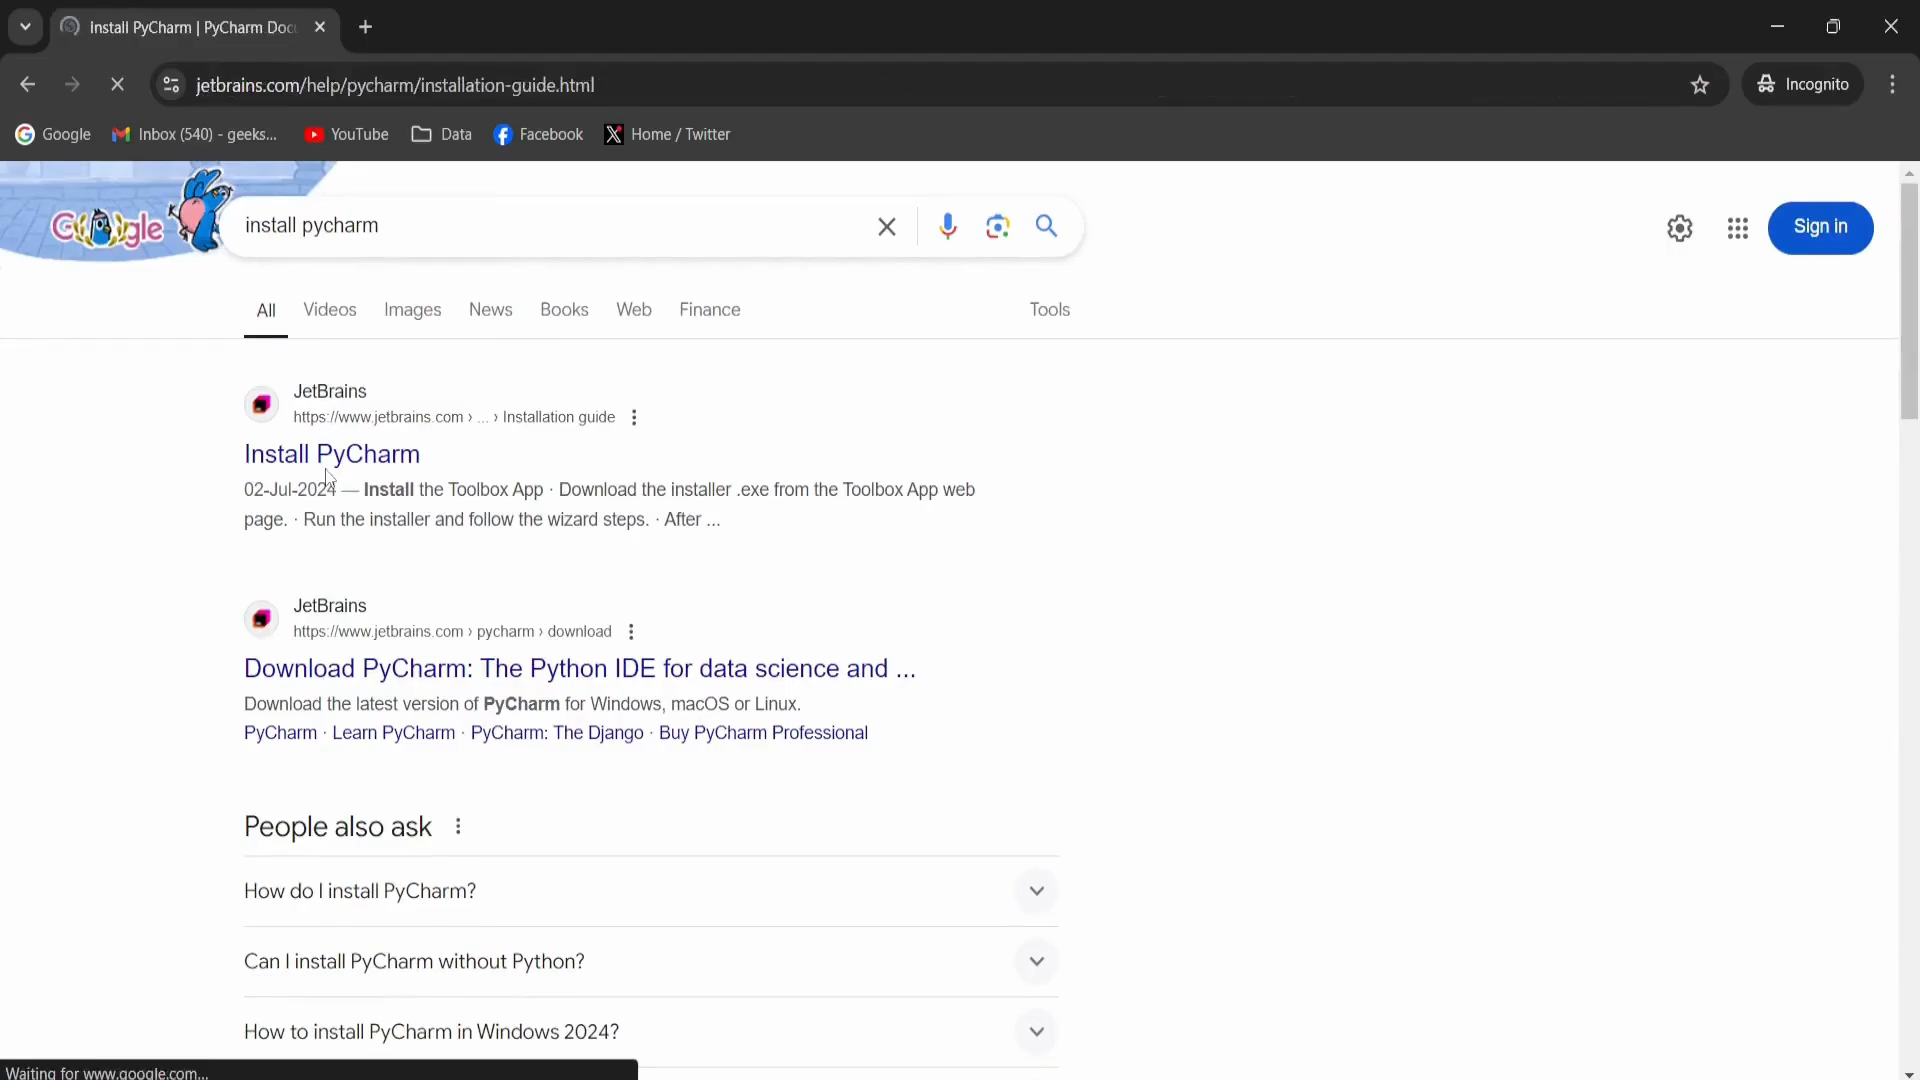 Install PyCharm | PyCharm Doc
jetbrains.com/help/pycharm/installation-guide.html
Incognito
Google
Inbox (540) - geeks...
YouTube
Data
Facebook
Home / Twitter
Google
install pycharm
Sign in
All
Videos
Images
News
Books
Web
Finance
Tools
JetBrains
https://www.jetbrains.com › ... › Installation guide
Install PyCharm
02-Jul-2024 — Install the Toolbox App · Download the installer .exe from the Toolbox App web
page. · Run the installer and follow the wizard steps. · After ...
JetBrains
https://www.jetbrains.com › pycharm › download
Download PyCharm: The Python IDE for data science and ...
Download the latest version of PyCharm for Windows, macOS or Linux.
PyCharm · Learn PyCharm · PyCharm: The Django · Buy PyCharm Professional
People also ask
How do I install PyCharm?
Can I install PyCharm without Python?
How to install PyCharm in Windows 2024?
Waiting for www.google.com...